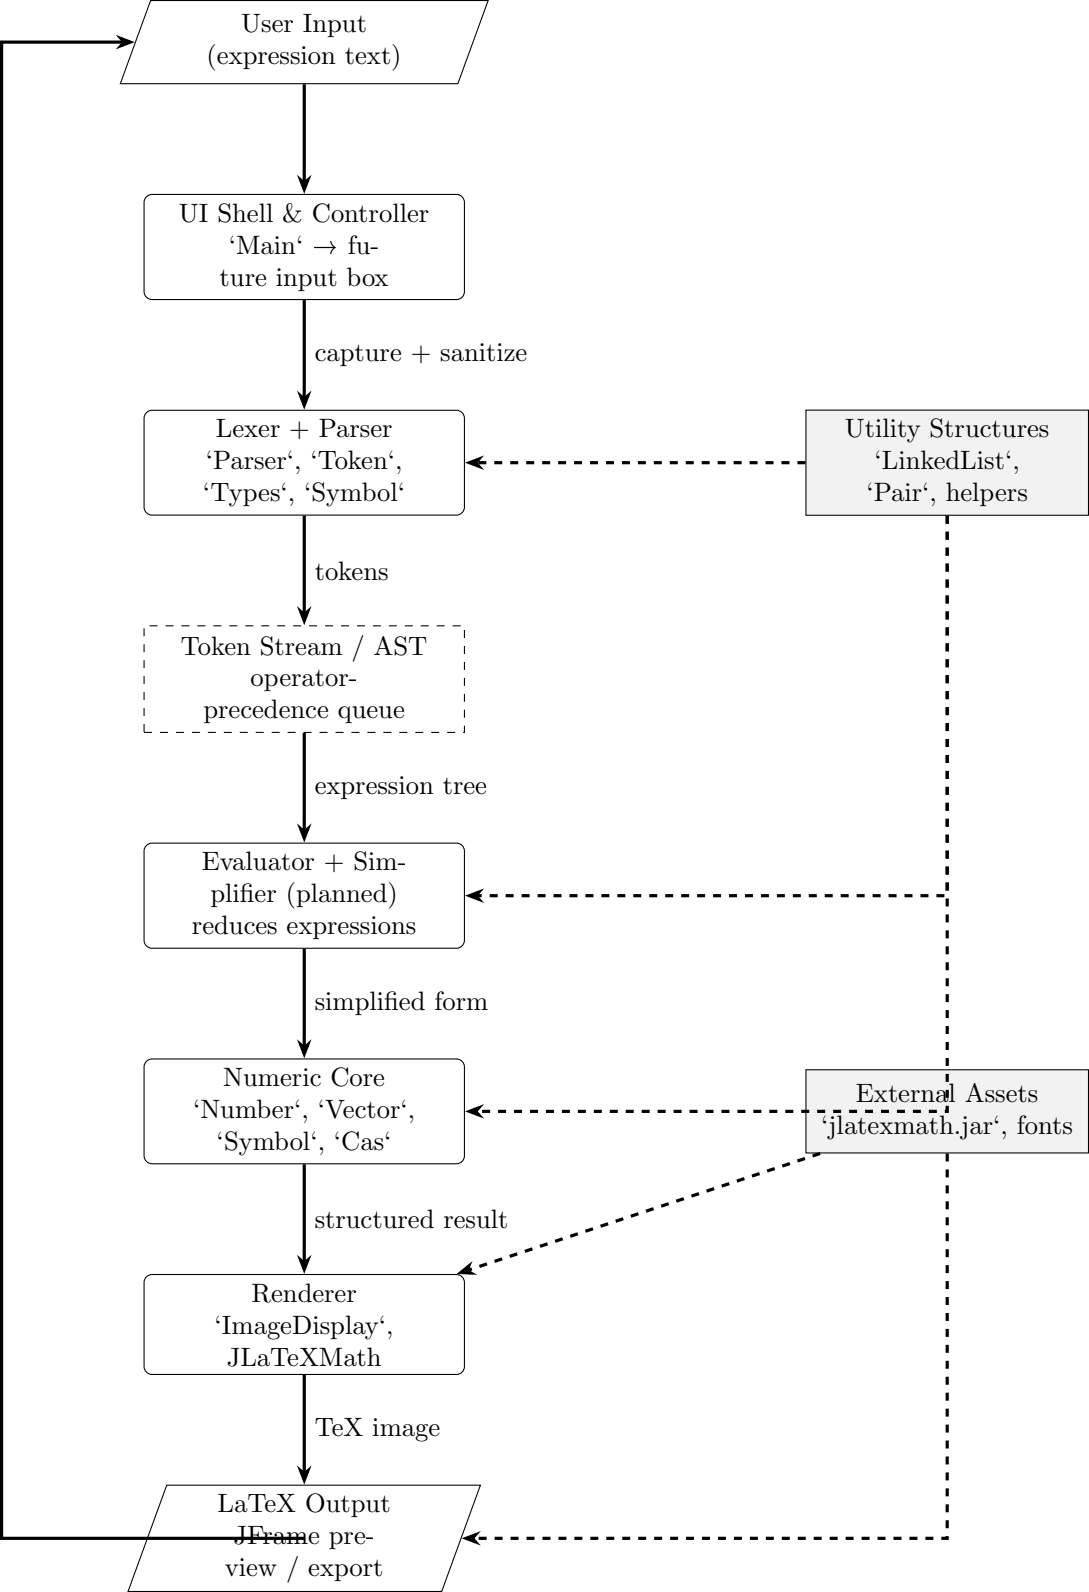 User Input
(expression text)
UI Shell & Controller
‘Main‘ → fu-
ture input box
capture + sanitize
Lexer + Parser
‘Parser‘, ‘Token‘,
‘Types‘, ‘Symbol‘
Utility Structures
‘LinkedList‘,
‘Pair‘, helpers
tokens
Token Stream / AST
operator-
precedence queue
expression tree
Evaluator + Sim-
plifier (planned)
reduces expressions
simplified form
Numeric Core
‘Number‘, ‘Vector‘,
‘Symbol‘, ‘Cas‘
External Assets
‘jlatexmath.jar‘, fonts
structured result
Renderer
‘ImageDisplay‘,
JLaTeXMath
TeX image
LaTeX Output
JFrame pre-
view / export